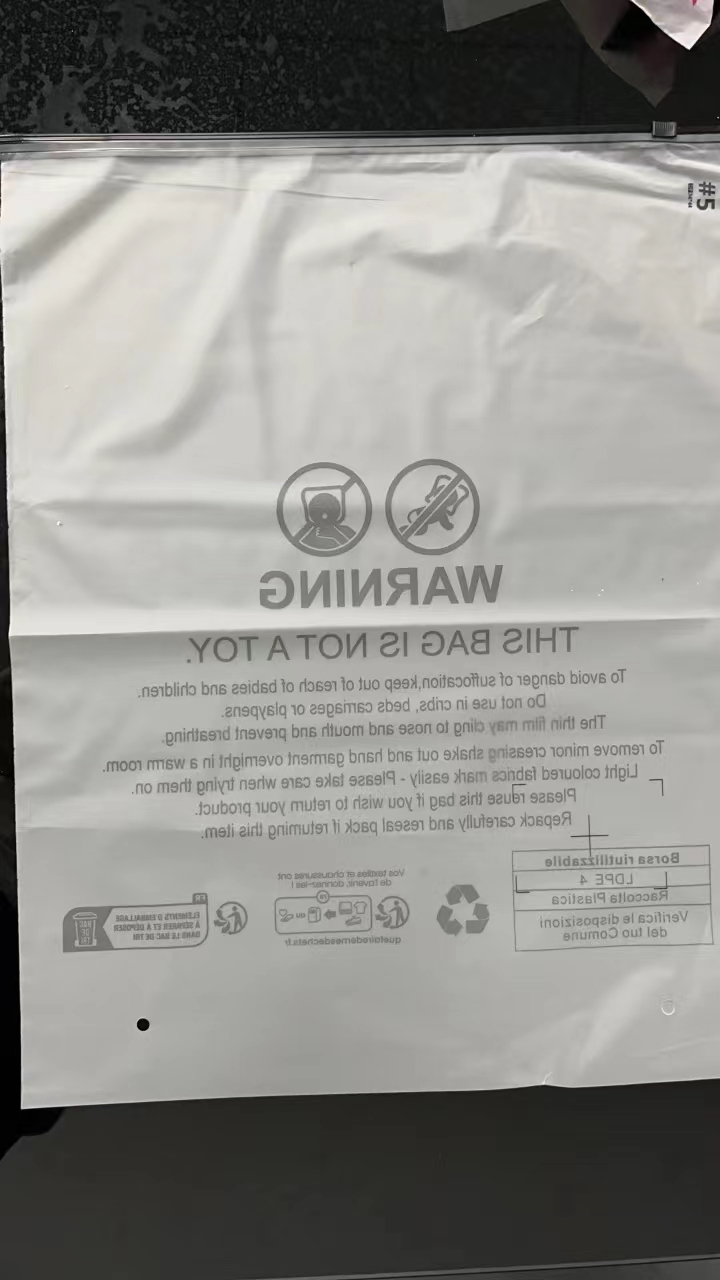 #5
WARNING
THIS BAG IS NOT A TOY.
To avoid danger of suffocation,keep out of reach of babies and children.
Do not use in cribs, beds carriages or playpens.
The thin film may cling to nose and mouth and prevent breathing.
To remove minor creasing shake out and hand garment overnight in a warm room.
Light coloured fabrics mark easily - Please take care when trying them on.
Please reuse this bag if you wish to return your product.
Repack carefully and reseal pack if returning this item.
Borsa riutilizzabile
LDPE 4
Raccolta Plastica
Verifica le disposizioni
del tuo Comune
Vos textiles et chaussures ont
de l'avenir, donnez-les !
FR
ou
quefairedemesdechets.fr
FR
ÉLÉMENTS D'EMBALLAGE
À SÉPARER ET À DÉPOSER
DANS LE BAC DE TRI
BAC
DE
TRI